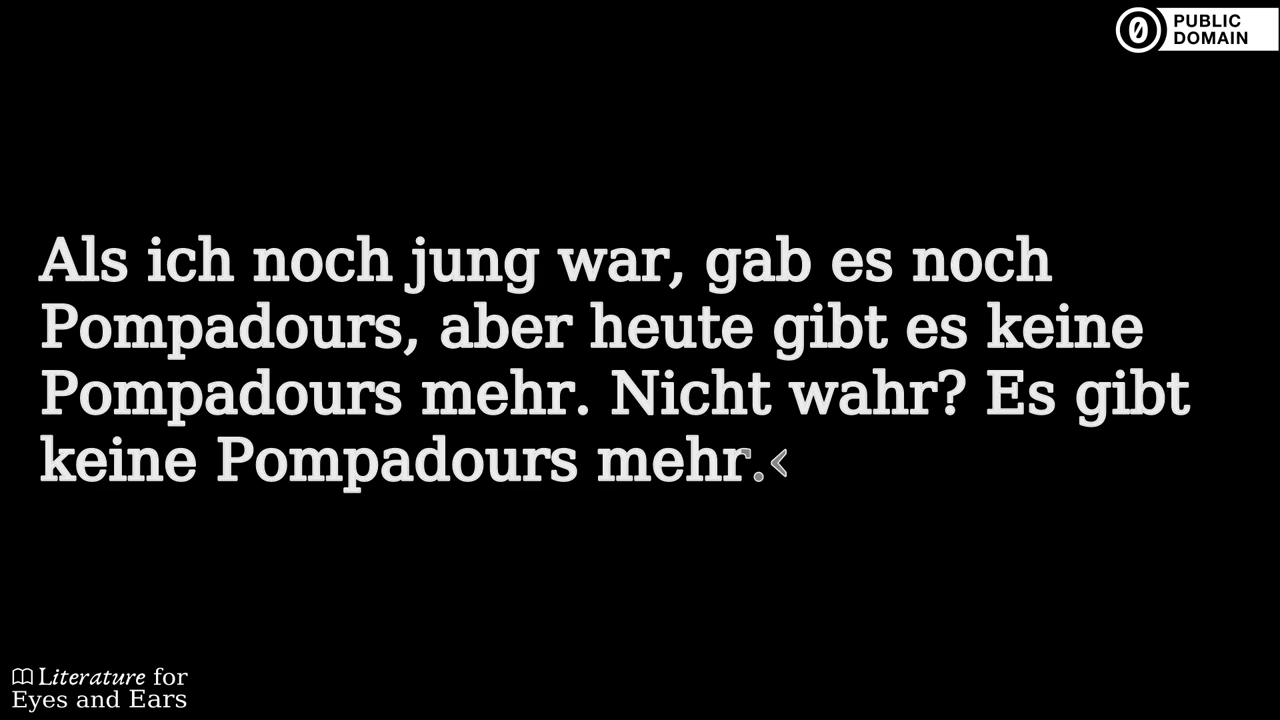 PUBLIC
DOMAIN
Als ich noch jung war, gab es noch
Pompadours, aber heute gibt es keine
Pompadours mehr. Nicht wahr? Es gibt
keine Pompadours mehr.‹
Literature for
Eyes and Ears